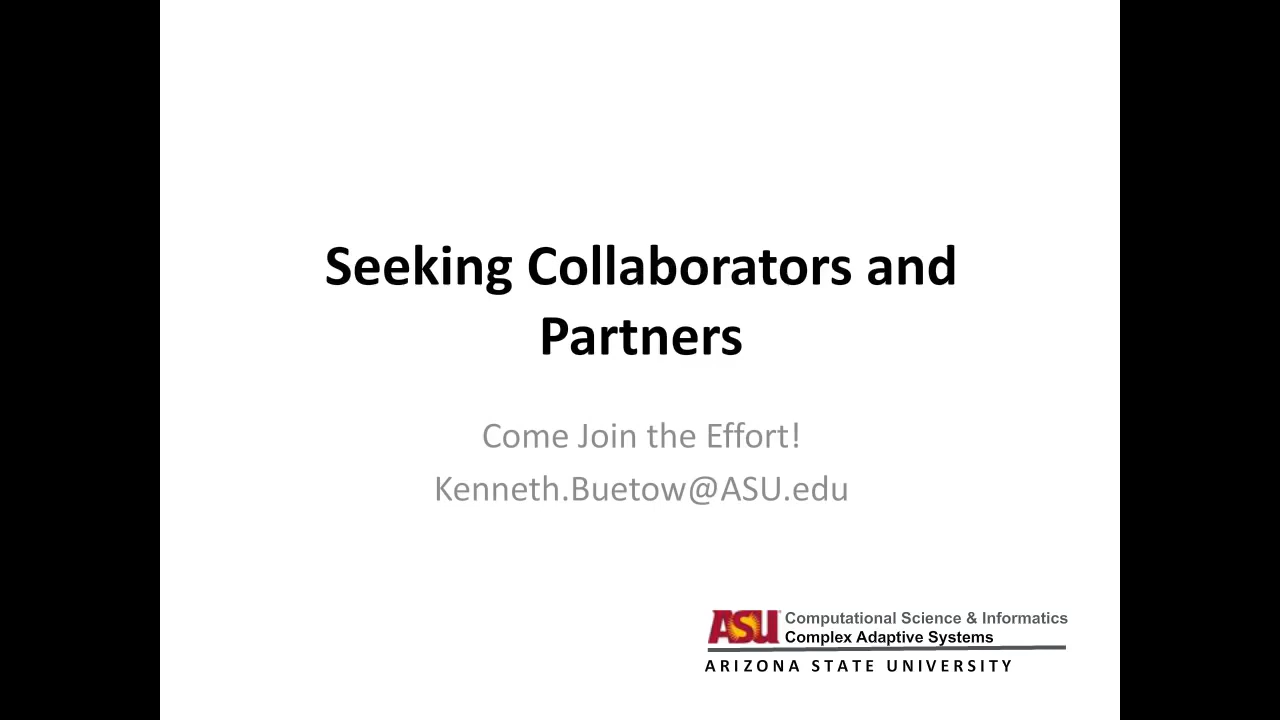 Seeking Collaborators and
Partners
Come Join the Effort!
Kenneth.Buetow@ASU.edu
ASU Computational Science & Informatics
Complex Adaptive Systems
ARIZONA STATE UNIVERSITY